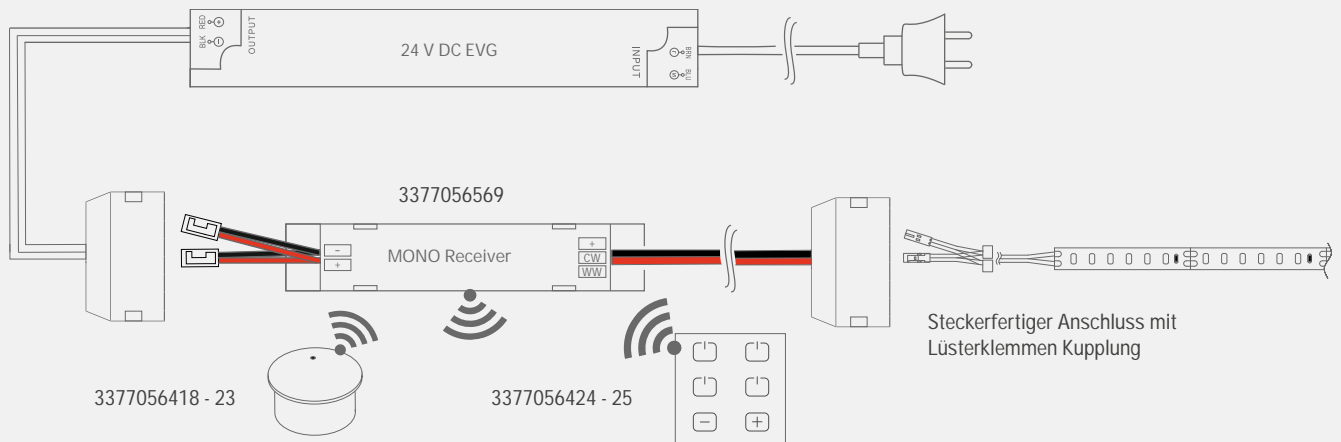 RED +
BLK −
OUTPUT
24 V DC EVG
INPUT
L BRN
N BLU
3377056569
−
+
MONO Receiver
+
CW
WW
Steckerfertiger Anschluss mit
Lüsterklemmen Kupplung
3377056418 - 23
3377056424 - 25
− +